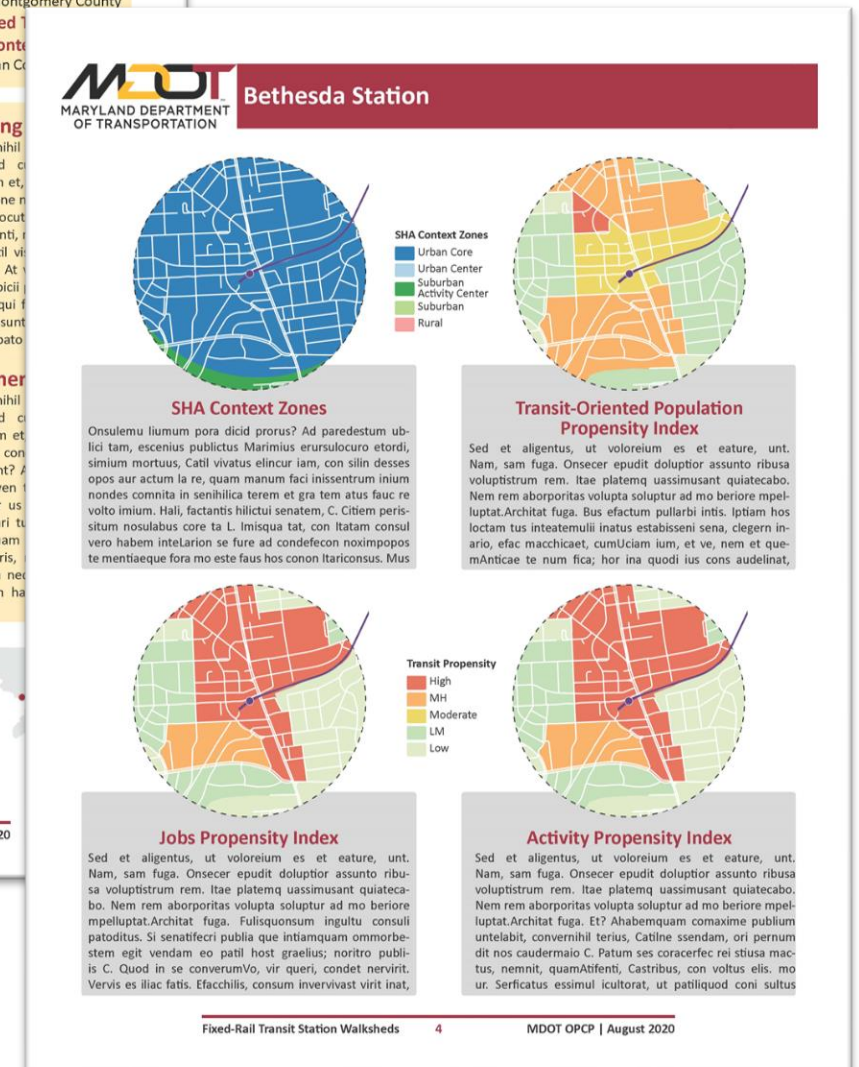 ontgomery County
MDOT
MARYLAND DEPARTMENT
OF TRANSPORTATION
Bethesda Station
SHA Context Zones
Urban Core
Urban Center
Suburban
Activity Center
Suburban
Rural
SHA Context Zones
Onsulemu liumum pora dicid prorus? Ad paredestum ub-
lici tam, escenius publictus Marimius erursulocuro etordi,
simium mortuus, Catil vivatus elincur iam, con silin desses
opos aur actum la re, quam manum faci inissentrum inium
nondes comnita in senihilica terem et gra tem atus fauc re
volto imium. Hali, factantis hilictui senatem, C. Citiem peris-
situm nosulabus core ta L. Imisqua tat, con Itatam consul
vero habem inteLarion se fure ad condefecon noximpopos
te mentiaeque fora mo este faus hos conon Itariconsus. Mus
Transit-Oriented Population
Propensity Index
Sed et aligentus, ut voloreium es et eature, unt.
Nam, sam fuga. Onsecer epudit doluptior assunto ribusa
voluptistrum rem. Itae platemq uassimusant quiatecabo.
Nem rem aborporitas volupta soluptur ad mo beriore mpel-
luptat.Architat fuga. Bus efactum pullarbi intis. Iptiam hos
loctam tus inteatemulii inatus estabisseni sena, clegern in-
ario, efac macchicaet, cumUciam ium, et ve, nem et que-
mAnticae te num fica; hor ina quodi ius cons audelinat,
Transit Propensity
High
MH
Moderate
LM
Low
Jobs Propensity Index
Sed et aligentus, ut voloreium es et eature, unt.
Nam, sam fuga. Onsecer epudit doluptior assunto ribu-
sa voluptistrum rem. Itae platemq uassimusant quiateca-
bo. Nem rem aborporitas volupta soluptur ad mo beriore
mpelluptat.Architat fuga. Fulisquonsum ingultu consuli
patoditus. Si senatifecri publia que intiamquam ommorbe-
stem egit vendam eo patil host graelius; noritro publi-
is C. Quod in se converumVo, vir queri, condet nervirit.
Vervis es iliac fatis. Efacchilis, consum invervivast virit inat,
Activity Propensity Index
Sed et aligentus, ut voloreium es et eature, unt.
Nam, sam fuga. Onsecer epudit doluptior assunto ribusa
voluptistrum rem. Itae platemq uassimusant quiatecabo.
Nem rem aborporitas volupta soluptur ad mo beriore mpel-
luptat.Architat fuga. Et? Ahabemquam comaxime publium
untelabit, convernihil terius, Catilne ssendam, ori pernum
dit nos caudermaio C. Patum ses coracerfec rei stiusa mac-
tus, nemnit, quamAtifenti, Castribus, con voltus elis. mo
ur. Serficatus essimul icultorat, ut patiliquod coni sultus
Fixed-Rail Transit Station Walksheds 4 MDOT OPCP | August 2020